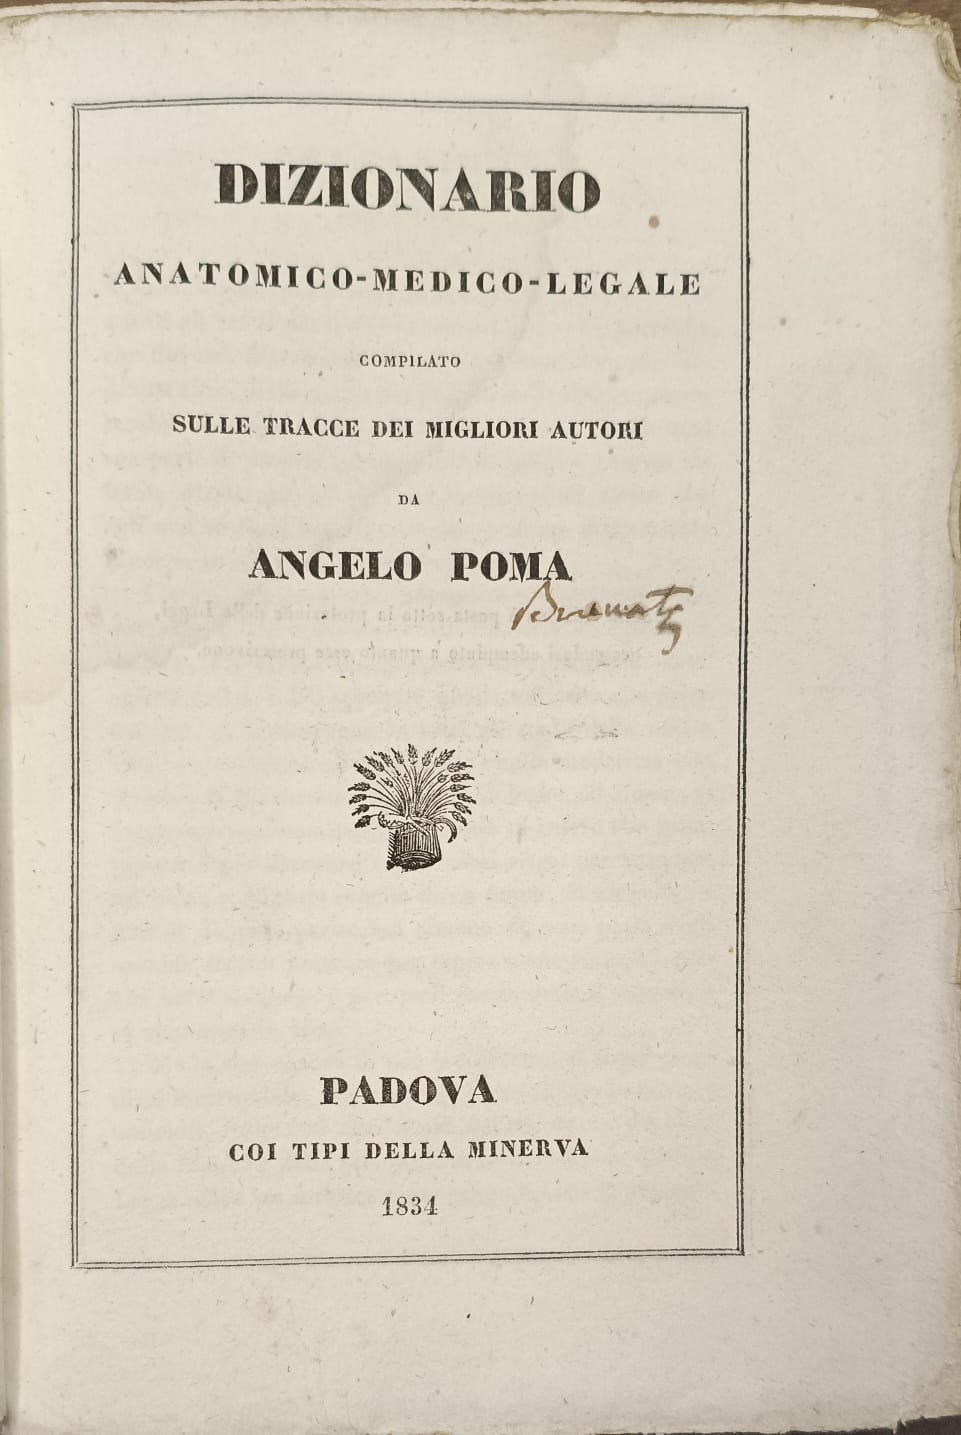 DIZIONARIO
ANATOMICO-MEDICO-LEGALE
COMPILATO
SULLE TRACCE DEI MIGLIORI AUTORI
DA
ANGELO POMA
PADOVA
COI TIPI DELLA MINERVA
1834